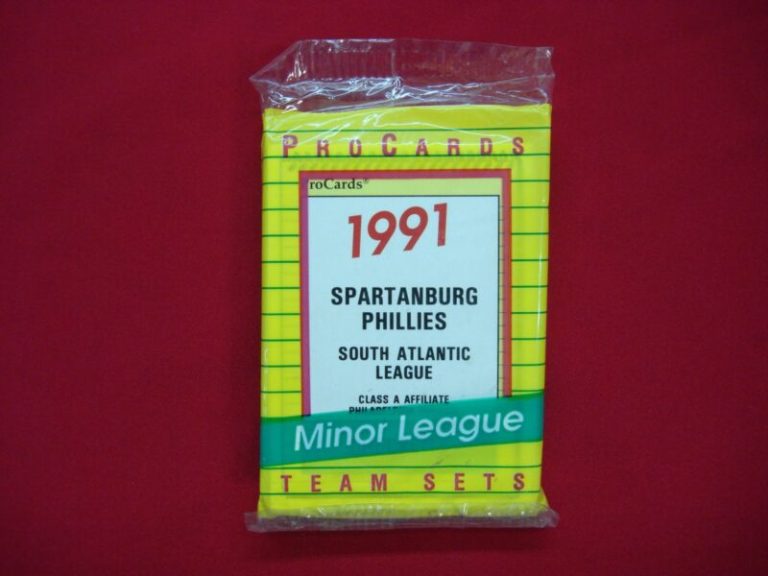 PROCARDS
roCards®
1991
SPARTANBURG
PHILLIES
SOUTH ATLANTIC
LEAGUE
CLASS A AFFILIATE
Minor League
TEAM SETS